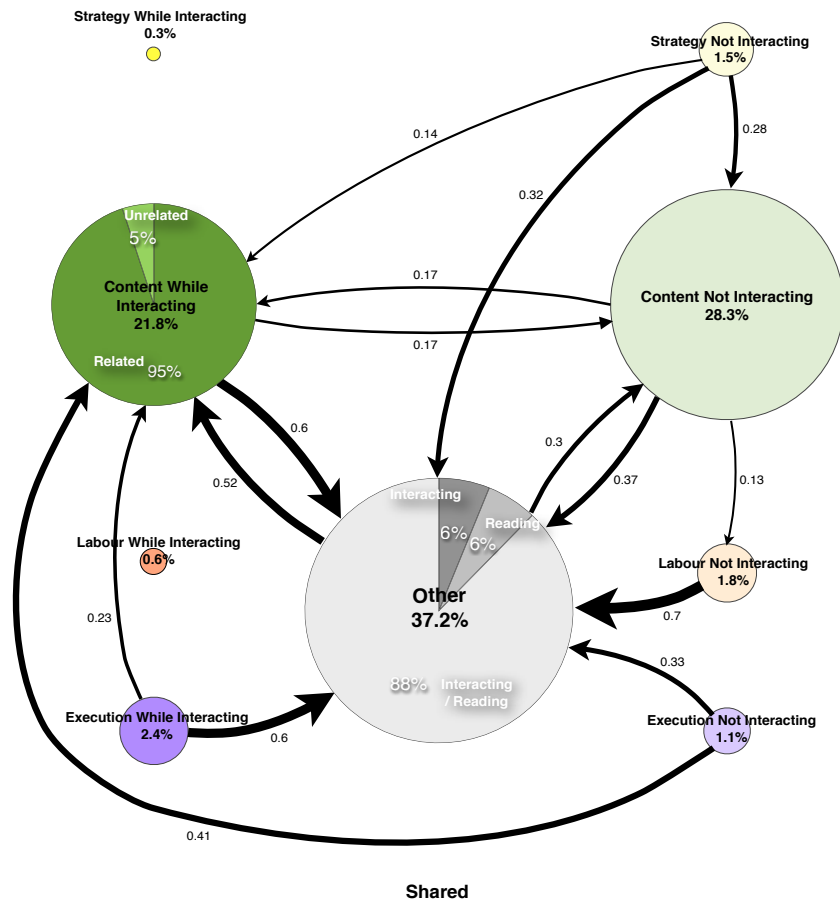 Strategy While Interacting
0.3%
Strategy Not Interacting
1.5%
0.14
0.28
0.32
Unrelated
5%
Content While
Interacting
21.8%
Related 95%
0.17
0.17
Content Not Interacting
28.3%
0.6
0.52
0.3
0.37
0.13
Interacting
6%
Reading
6%
Other
37.2%
88%
Interacting
/ Reading
Labour While Interacting
0.6%
Labour Not Interacting
1.8%
0.7
0.23
0.33
Execution While Interacting
2.4%
0.6
Execution Not Interacting
1.1%
0.41
Shared